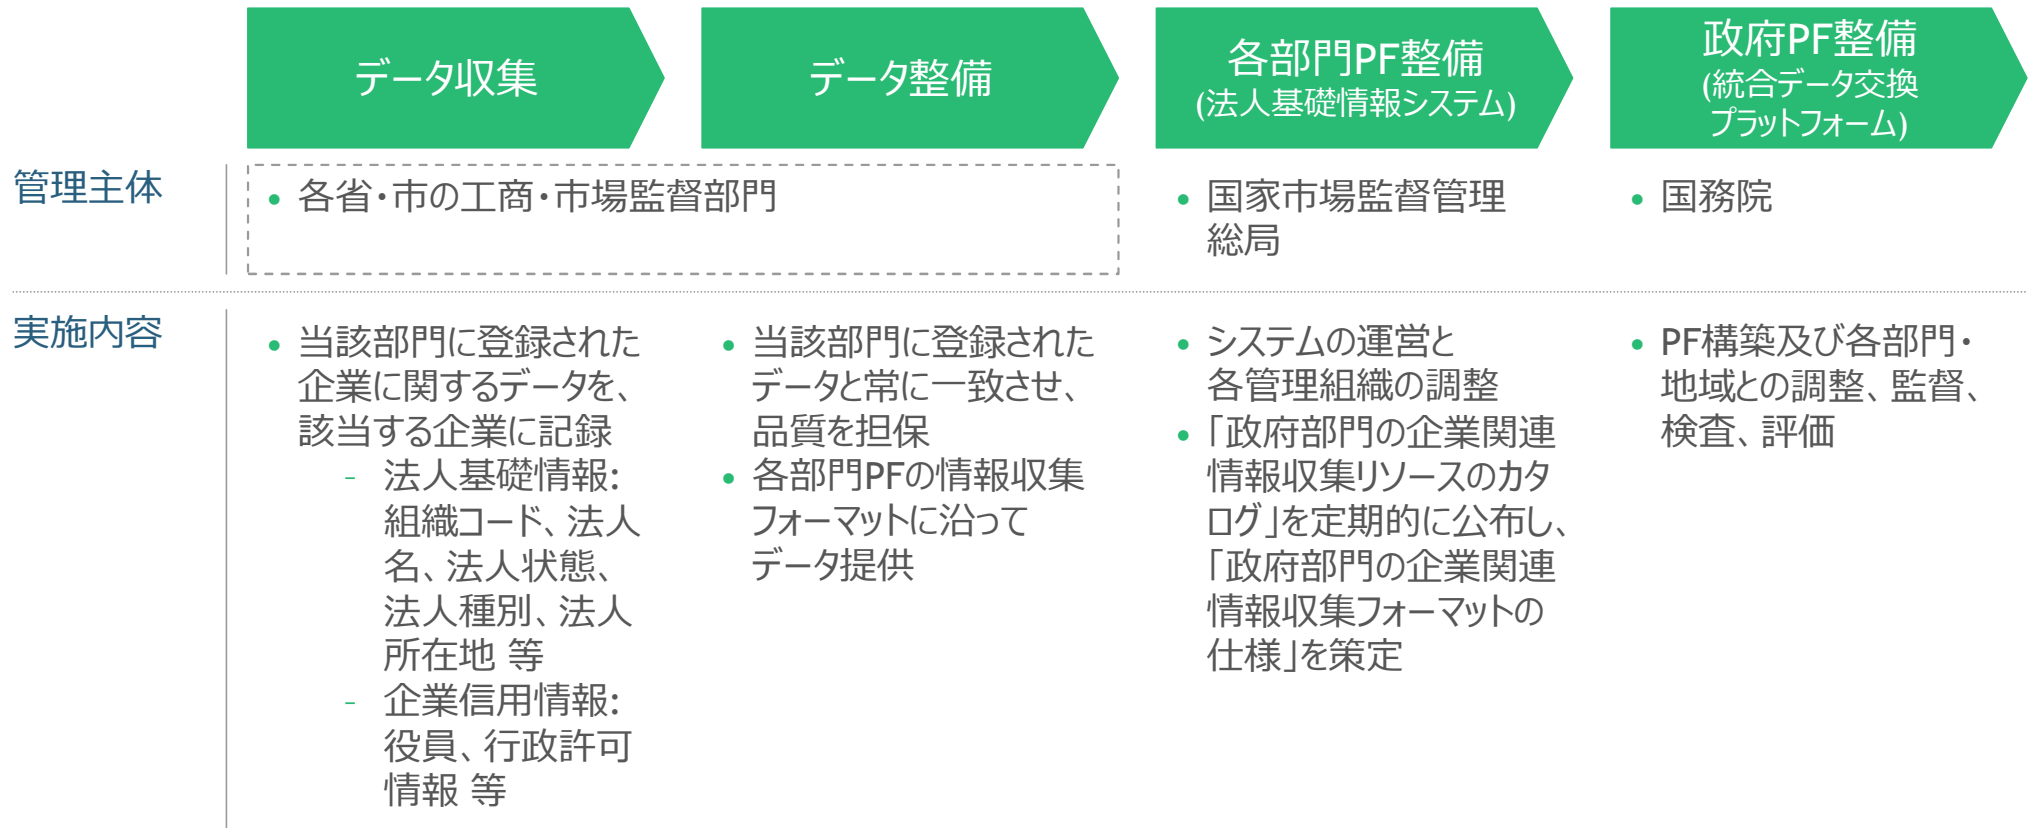 データ収集
データ整備
各部門PF整備
(法人基礎情報システム)
政府PF整備
(統合データ交換
プラットフォーム)
管理主体
• 各省・市の工商・市場監督部門
• 国家市場監督管理
総局
• 国務院
実施内容
• 当該部門に登録された
企業に関するデータを、
該当する企業に記録
- 法人基礎情報:
組織コード、法人
名、法人状態、
法人種別、法人
所在地 等
- 企業信用情報:
役員、行政許可
情報 等
• 当該部門に登録された
データと常に一致させ、
品質を担保
• 各部門PFの情報収集
フォーマットに沿って
データ提供
• システムの運営と
各管理組織の調整
• 「政府部門の企業関連
情報収集リソースのカタ
ログ」を定期的に公布し、
「政府部門の企業関連
情報収集フォーマットの
仕様」を策定
• PF構築及び各部門・
地域との調整、監督、
検査、評価